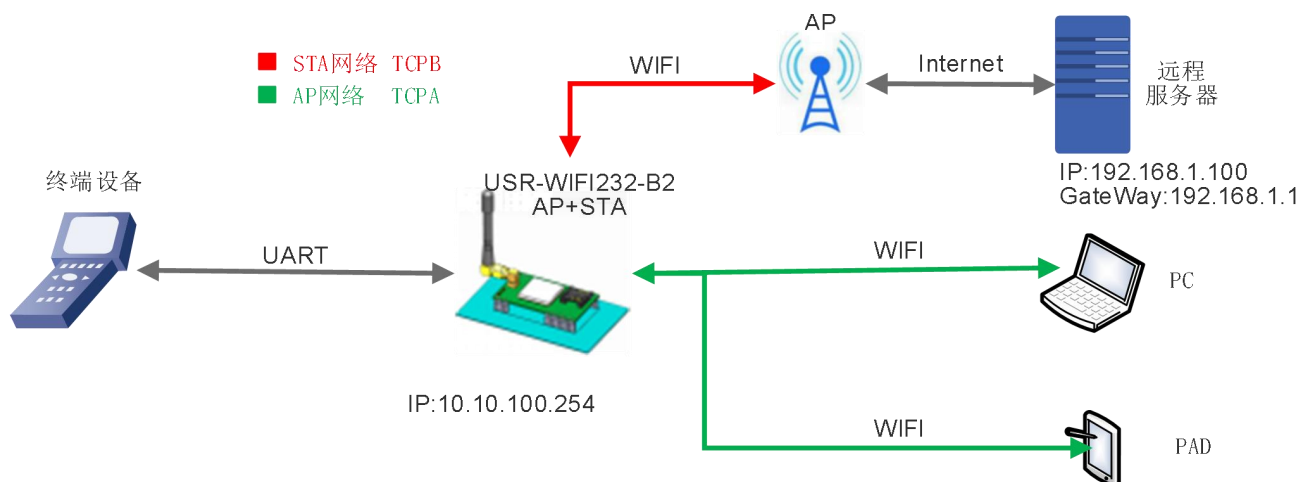 AP
STA网络 TCPB
WIFI
Internet
远程
服务器
AP网络 TCPA
IP:192.168.1.100
GateWay:192.168.1.1
终端设备
USR-WIFI232-B2
AP+STA
UART
WIFI
PC
IP:10.10.100.254
WIFI
PAD